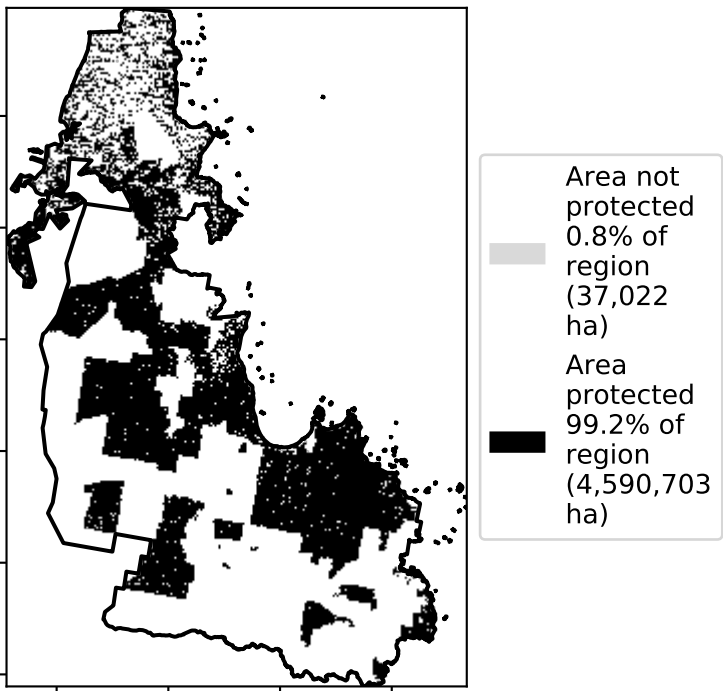 Area not
protected
0.8% of
region
(37,022
ha)
Area
protected
99.2% of
region
(4,590,703
ha)